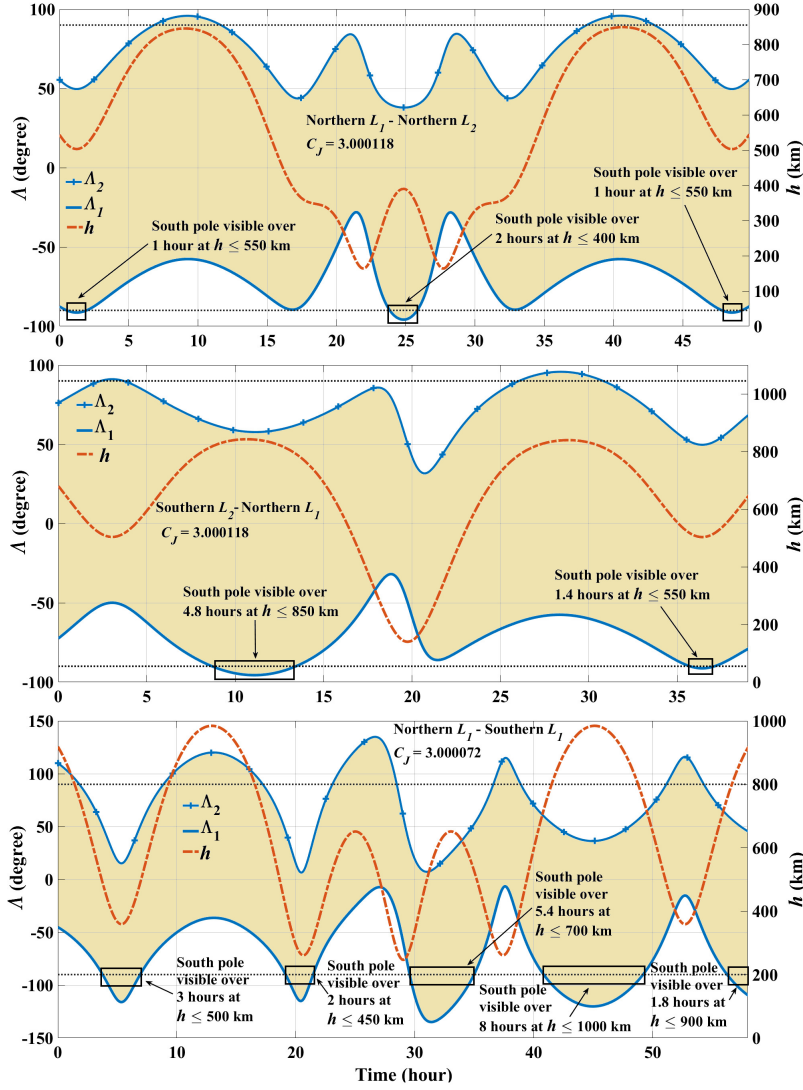 100
50
0
-50
-100
Λ (degree)
900
800
700
600
500
400
300
200
100
0
h (km)
Northern L1 - Northern L2
CJ = 3.000118
Λ2
Λ1
h
South pole visible over
1 hour at h ≤ 550 km
South pole visible over
2 hours at h ≤ 400 km
South pole visible over
1 hour at h ≤ 550 km
0 5 10 15 20 25 30 35 40 45
100
50
0
-50
-100
Λ (degree)
1000
800
600
400
200
0
h (km)
Λ2
Λ1
h
Southern L2 - Northern L1
CJ = 3.000118
South pole visible over
4.8 hours at h ≤ 850 km
South pole visible over
1.4 hours at h ≤ 550 km
0 5 10 15 20 25 30 35
150
100
50
0
-50
-100
-150
Λ (degree)
1000
800
600
400
200
0
h (km)
Northern L1 - Southern L1
CJ = 3.000072
Λ2
Λ1
h
South pole
visible over
3 hours at
h ≤ 500 km
South pole
visible over
2 hours at
h ≤ 450 km
South pole
visible over
5.4 hours at
h ≤ 700 km
South pole
visible over
8 hours at h ≤ 1000 km
South pole
visible over
1.8 hours at
h ≤ 900 km
0 10 20 30 40 50
Time (hour)